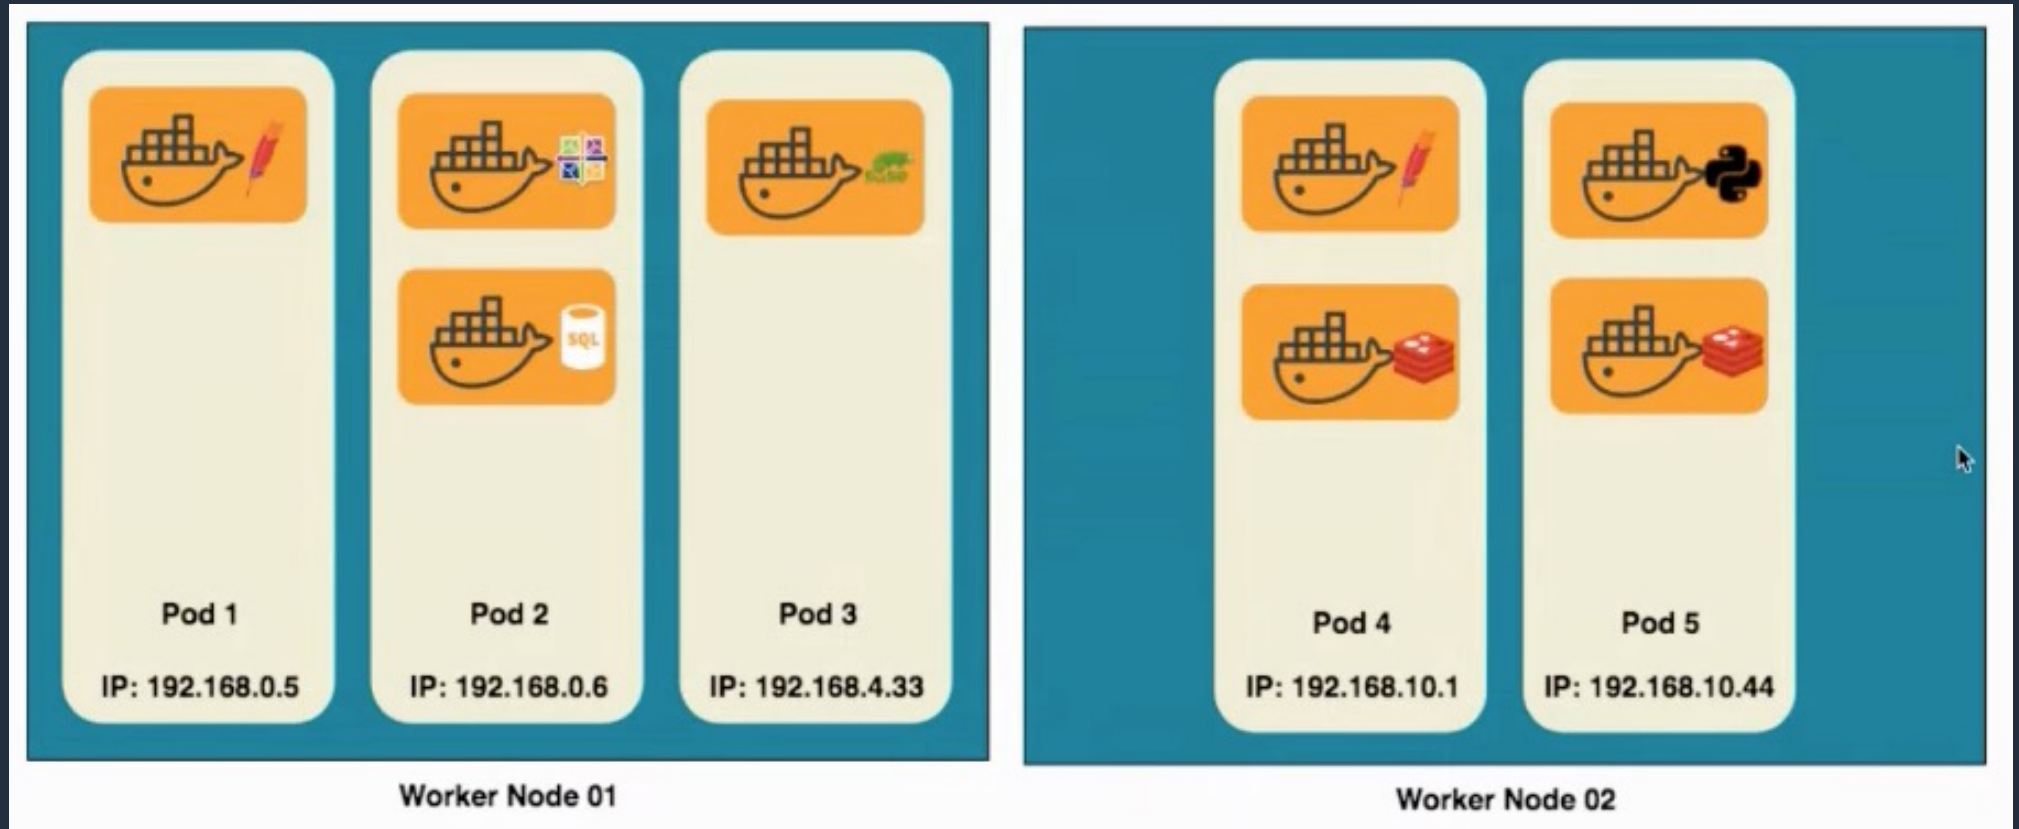 SUSE
SQL
Pod 1
IP: 192.168.0.5
Pod 2
IP: 192.168.0.6
Pod 3
IP: 192.168.4.33
Worker Node 01
Pod 4
IP: 192.168.10.1
Pod 5
IP: 192.168.10.44
Worker Node 02